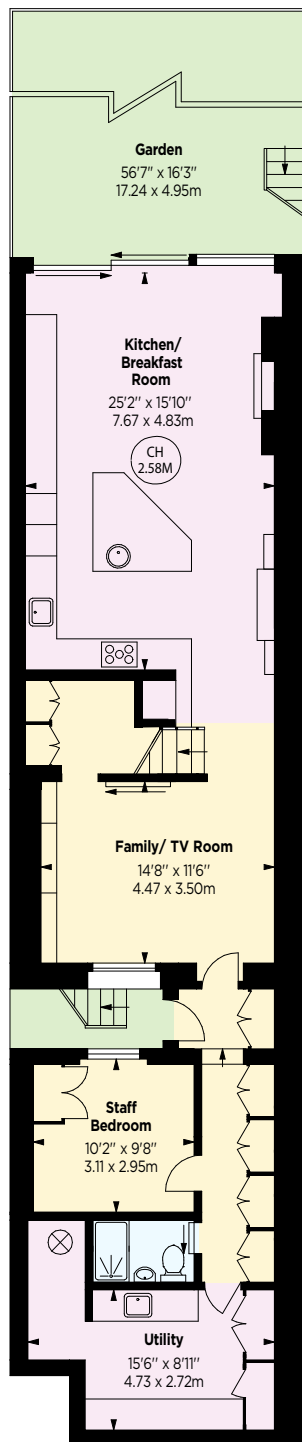 Garden
56'7'' x 16'3''
17.24 x 4.95m
Kitchen/
Breakfast
Room
25'2'' x 15'10''
7.67 x 4.83m
CH
2.58M
Family/ TV Room
14'8'' x 11'6''
4.47 x 3.50m
Staff
Bedroom
10'2'' x 9'8''
3.11 x 2.95m
Utility
15'6'' x 8'11''
4.73 x 2.72m